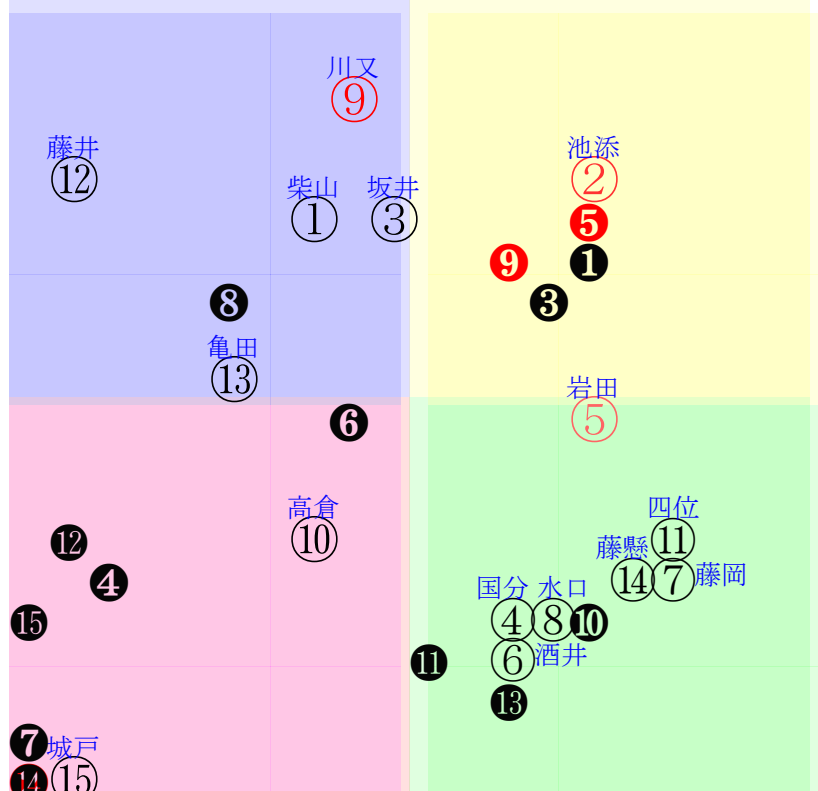 川又
⑨
藤井
池添
⑫
②
柴山
坂井
①
③
❺
❾
❶
❽
❸
亀田
⑬
岩田
⑤
❻
高倉
四位
⑩
⑪
⓬
藤懸
❹
⑭
⑦
藤岡
国分
水口
⓯
④
⑧
❿
⓫
⑥
酒井
⓭
❼
城戸
⓮
⑮